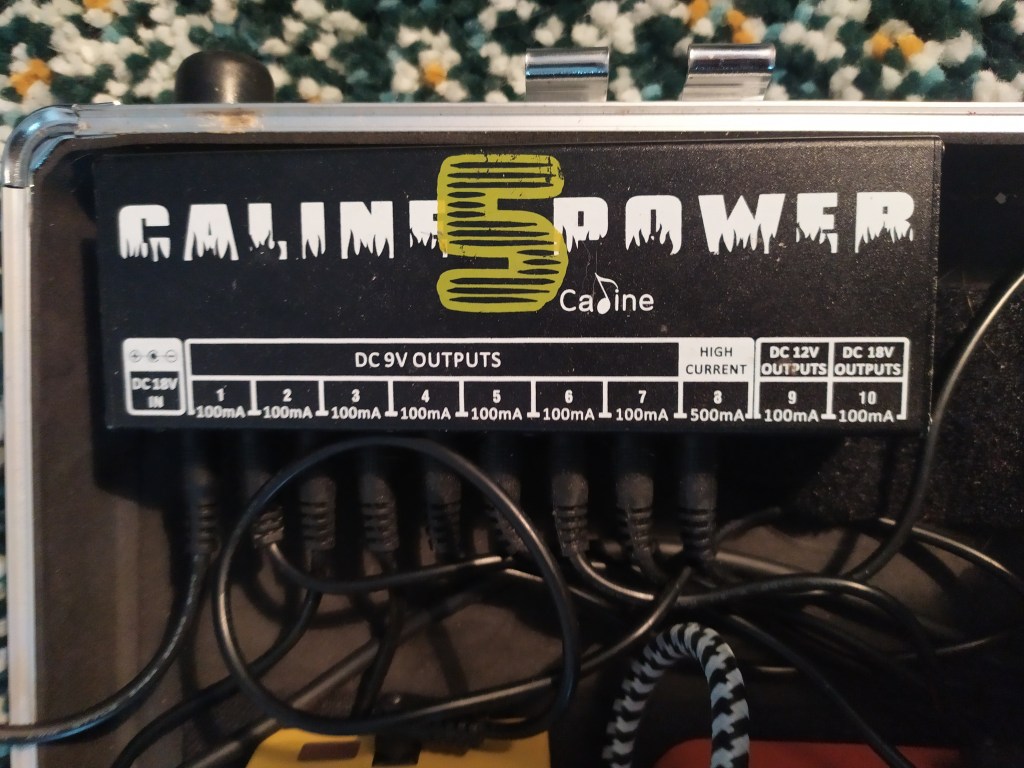 CALINE 5 POWER
Caline
DC 9V OUTPUTS
HIGH
CURRENT
DC 12V
OUTPUTS
DC 18V
OUTPUTS
DC 18V
IN
1 2 3 4 5 6 7 8 9 10
100mA 100mA 100mA 100mA 100mA 100mA 100mA 500mA 100mA 100mA